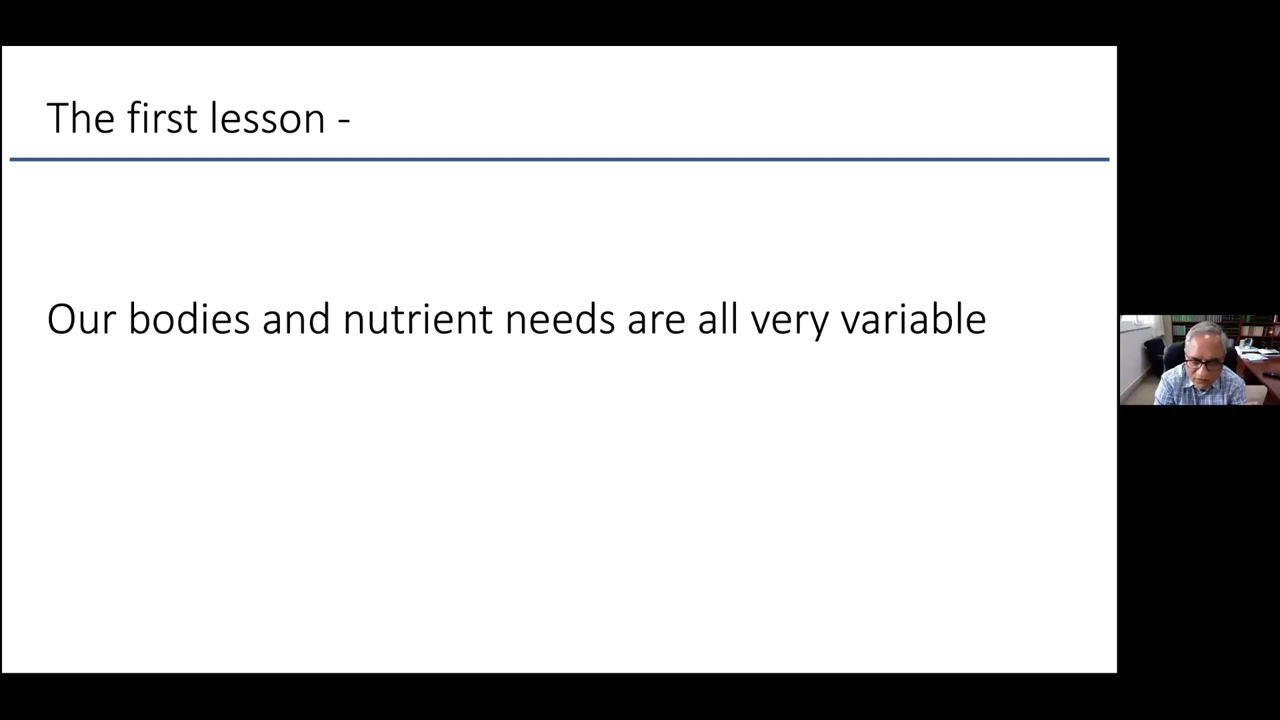 The first lesson -
Our bodies and nutrient needs are all very variable